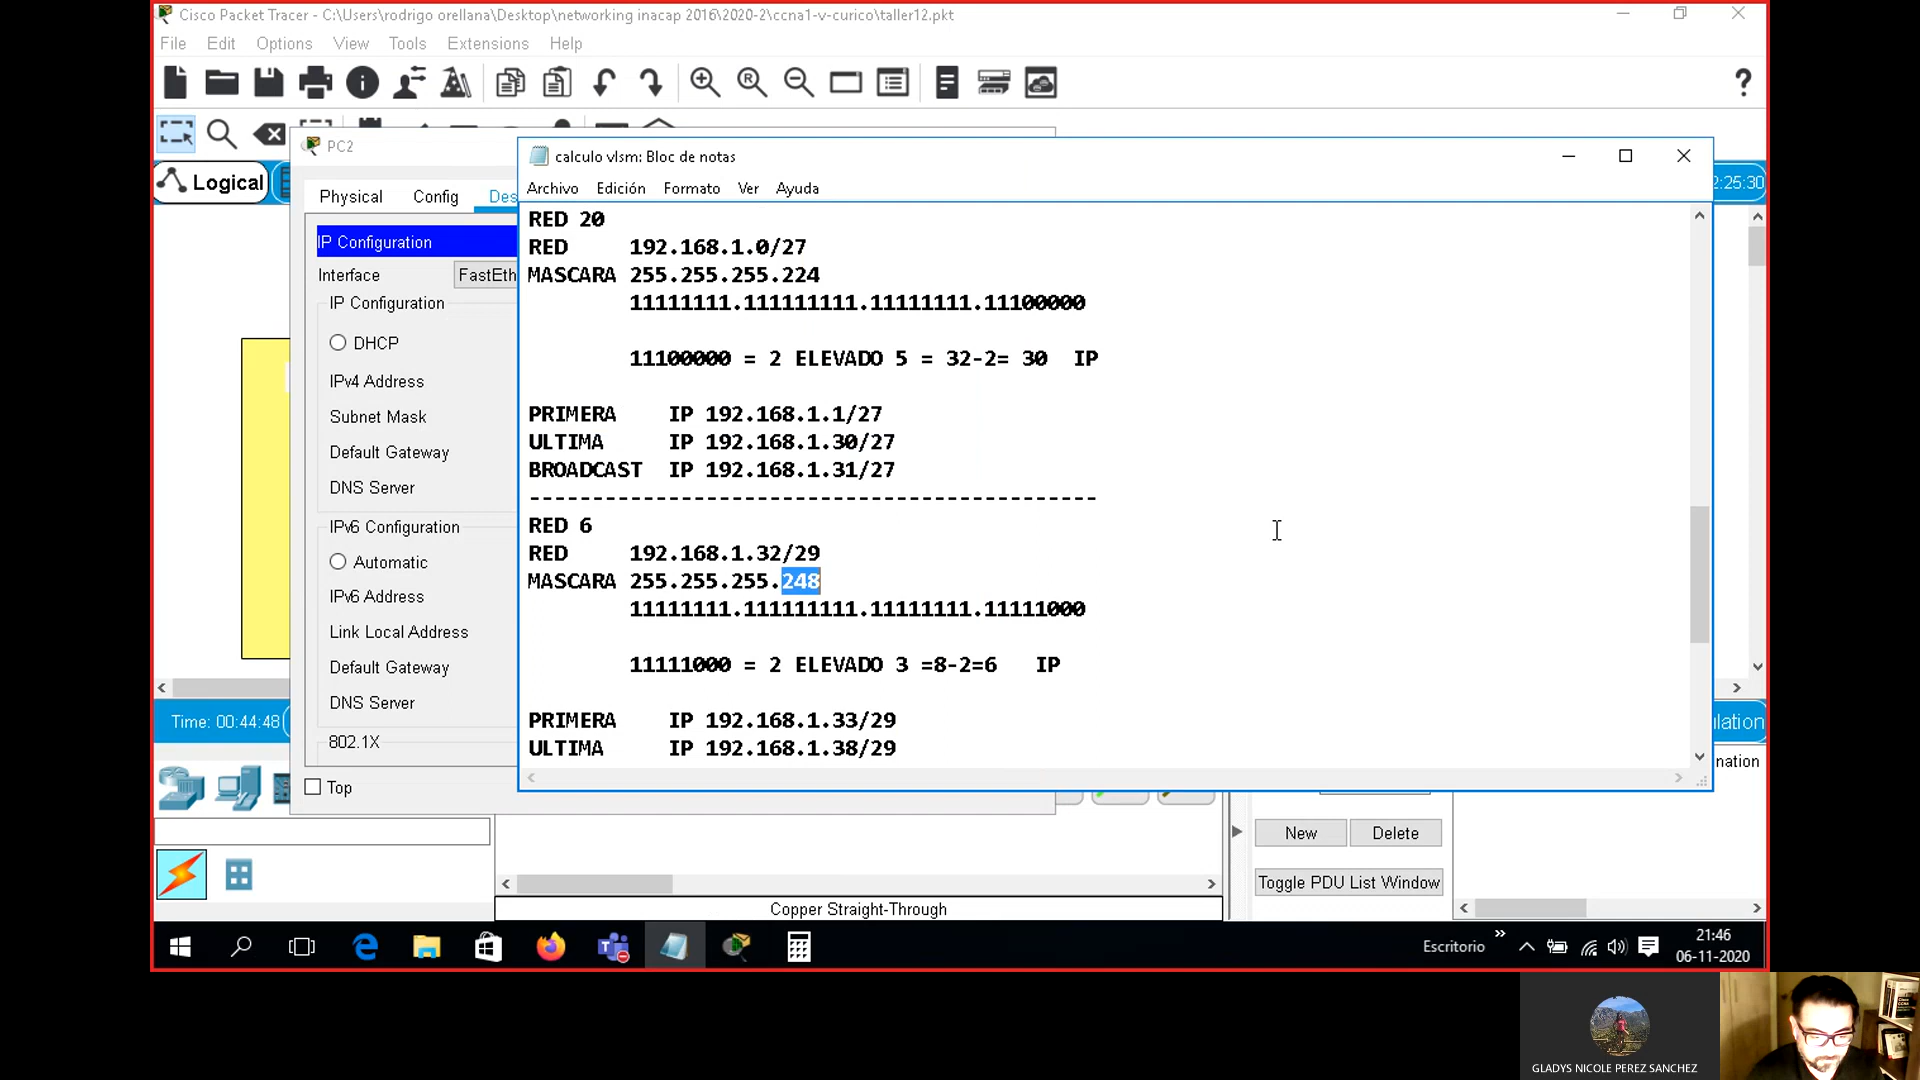 Cisco Packet Tracer - C:\Users\rodrigo orellana\Desktop\networking inacap 2016\2020-2\ccna1-v-curico\taller12.pkt
File Edit Options View Tools Extensions Help
PC2
Logical
2:25:30
Physical Config Des
IP Configuration
Interface FastEth
IP Configuration
DHCP
IPv4 Address
Subnet Mask
Default Gateway
DNS Server
IPv6 Configuration
Automatic
IPv6 Address
Link Local Address
Default Gateway
DNS Server
802.1X
Top
calculo vlsm: Bloc de notas
Archivo Edición Formato Ver Ayuda
RED 20
RED 192.168.1.0/27
MASCARA 255.255.255.224
11111111.111111111.11111111.11100000
11100000 = 2 ELEVADO 5 = 32-2= 30 IP
PRIMERA IP 192.168.1.1/27
ULTIMA IP 192.168.1.30/27
BROADCAST IP 192.168.1.31/27
---------------------------------------------
RED 6
RED 192.168.1.32/29
MASCARA 255.255.255.248
11111111.111111111.11111111.11111000
11111000 = 2 ELEVADO 3 =8-2=6 IP
PRIMERA IP 192.168.1.33/29
ULTIMA IP 192.168.1.38/29
Time: 00:44:48
ulation
nation
New Delete
Toggle PDU List Window
Copper Straight-Through
Escritorio
21:46
06-11-2020
GLADYS NICOLE PEREZ SANCHEZ